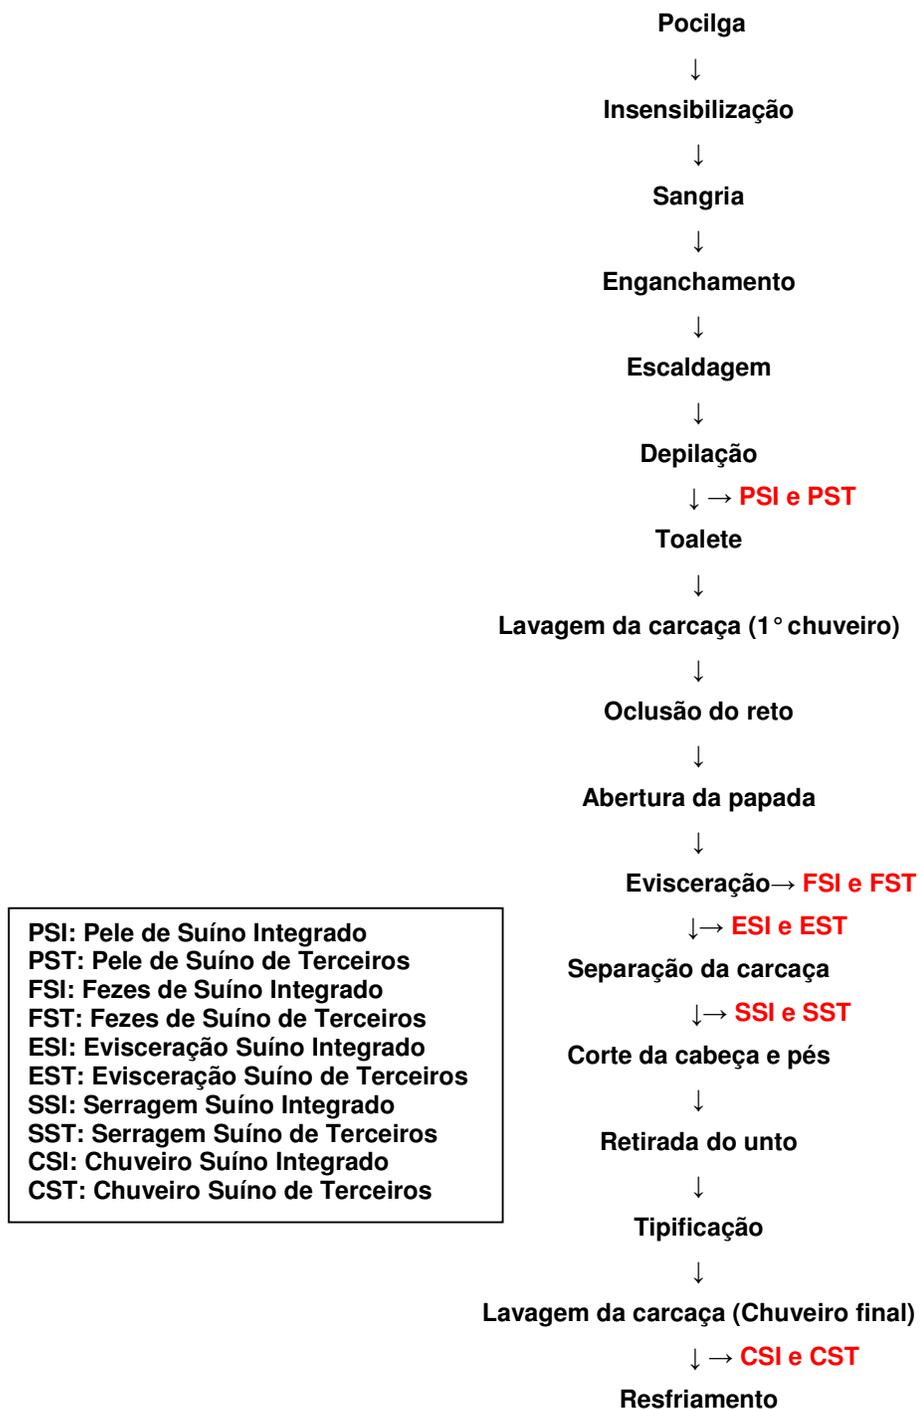 Pocilga
↓
Insensibilização
↓
Sangria
↓
Enganchamento
↓
Escaldagem
↓
Depilação
↓ → PSI e PST
Toalete
↓
Lavagem da carcaça (1° chuveiro)
↓
Oclusão do reto
↓
Abertura da papada
↓
Evisceração→ FSI e FST
↓→ ESI e EST
Separação da carcaça
↓→ SSI e SST
Corte da cabeça e pés
↓
Retirada do unto
↓
Tipificação
↓
Lavagem da carcaça (Chuveiro final)
↓ → CSI e CST
Resfriamento
PSI: Pele de Suíno Integrado
PST: Pele de Suíno de Terceiros
FSI: Fezes de Suíno Integrado
FST: Fezes de Suíno de Terceiros
ESI: Evisceração Suíno Integrado
EST: Evisceração Suíno de Terceiros
SSI: Serragem Suíno Integrado
SST: Serragem Suíno de Terceiros
CSI: Chuveiro Suíno Integrado
CST: Chuveiro Suíno de Terceiros